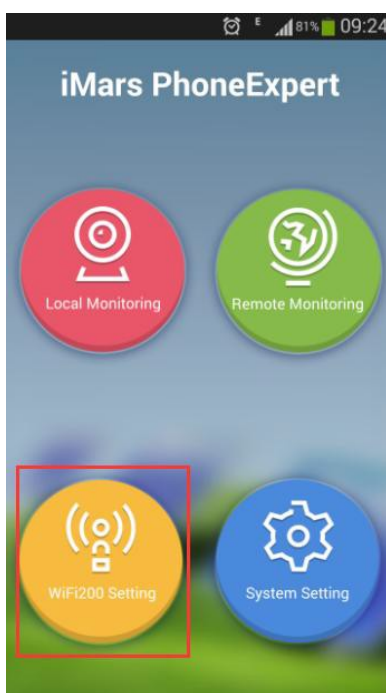 E 81% 09:24
iMars PhoneExpert
Local Monitoring
Remote Monitoring
WiFi200 Setting
System Setting